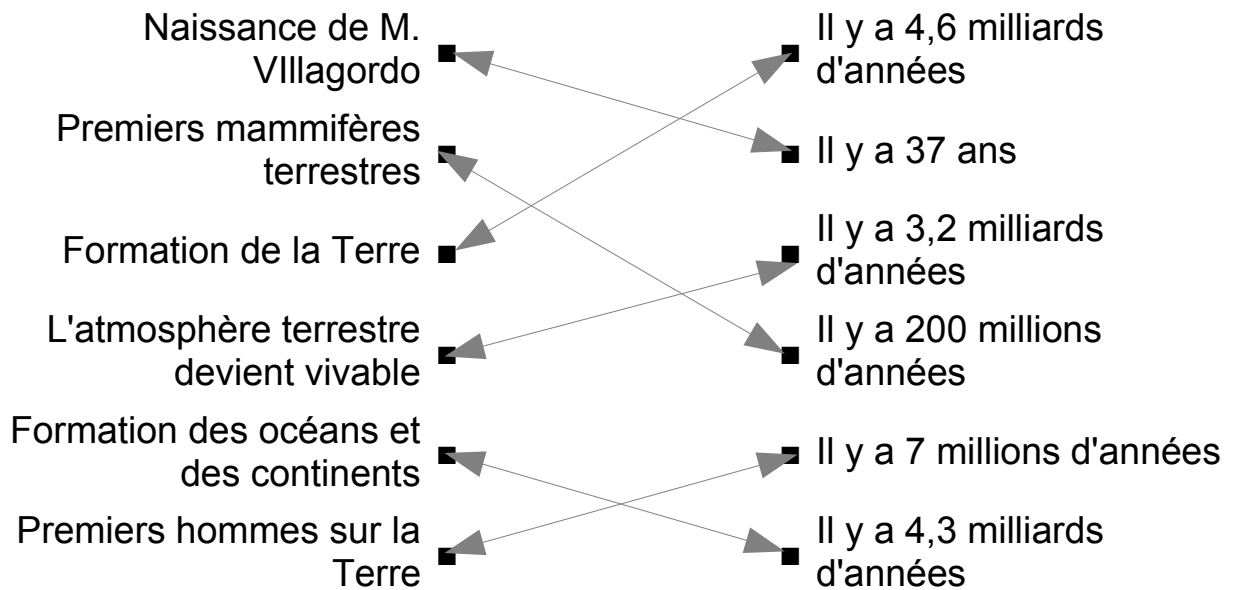 Naissance de M.
VIllagordo
Il y a 4,6 milliards
d'années
Premiers mammifères
terrestres
Il y a 37 ans
Formation de la Terre
Il y a 3,2 milliards
d'années
L'atmosphère terrestre
devient vivable
Il y a 200 millions
d'années
Formation des océans et
des continents
Il y a 7 millions d'années
Premiers hommes sur la
Terre
Il y a 4,3 milliards
d'années